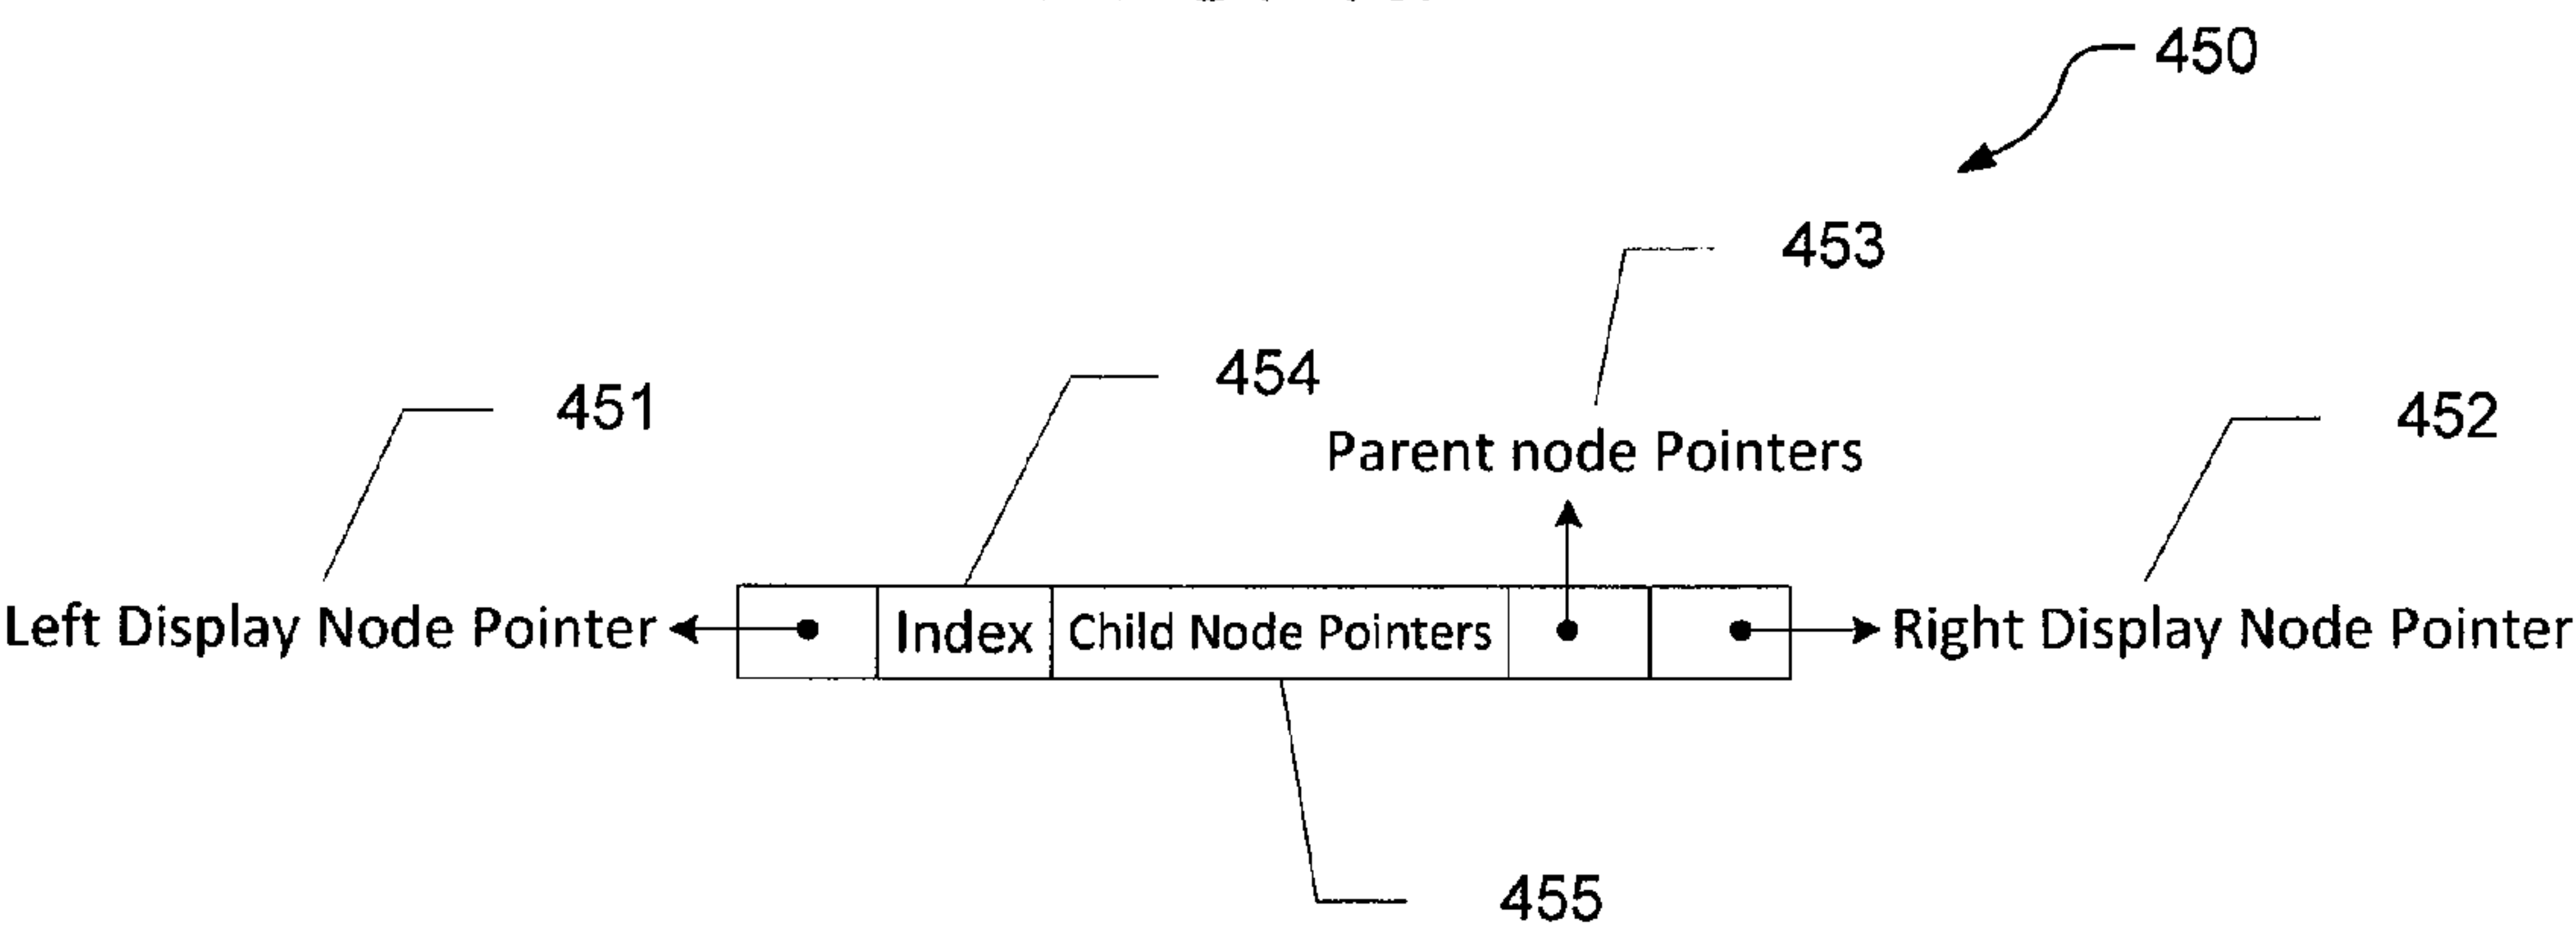 450
453
454
451
452
Parent node Pointers
Left Display Node Pointer
Index
Child Node Pointers
Right Display Node Pointer
455